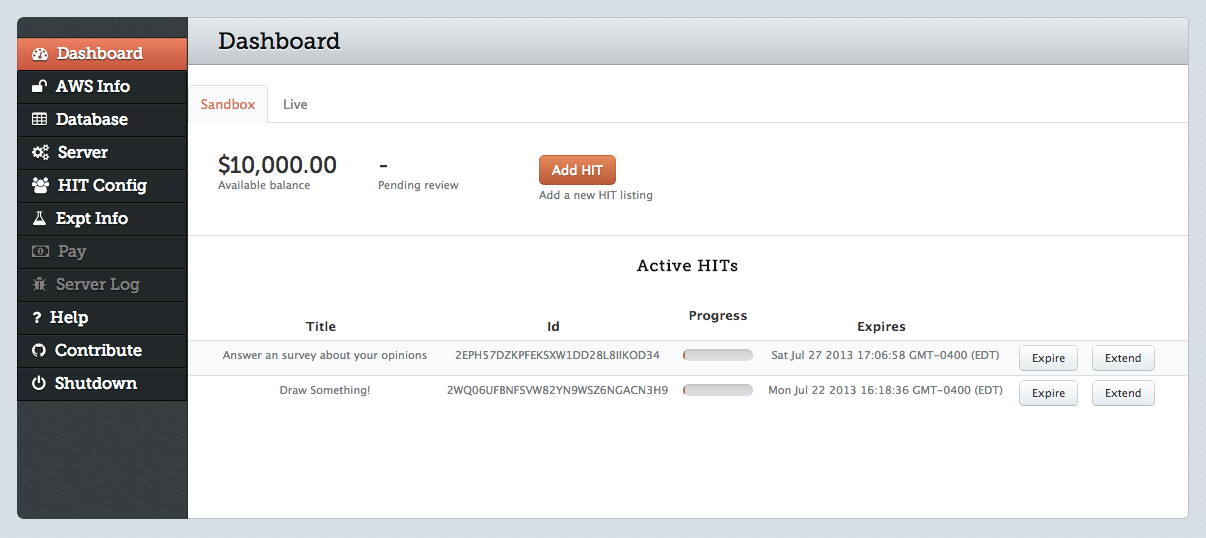 Dashboard
Dashboard
AWS Info
Database
Server
HIT Config
Expt Info
Pay
Server Log
? Help
Contribute
Shutdown
Sandbox Live
$10,000.00 - Add HIT
Available balance Pending review Add a new HIT listing
Active HITs
Title Id Progress Expires
Answer an survey about your opinions 2EPH57DZKPFEKSXW1DD28L8IIKOD34 Sat Jul 27 2013 17:06:58 GMT-0400 (EDT) Expire Extend
Draw Something! 2WQ06UFBNFSVW82YN9WSZ6NGACN3H9 Mon Jul 22 2013 16:18:36 GMT-0400 (EDT) Expire Extend